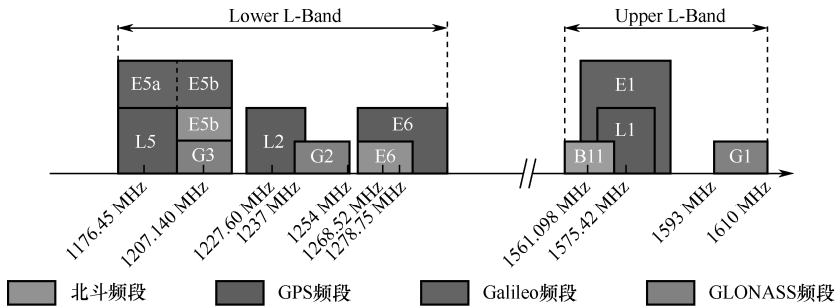 Lower L-Band Upper L-Band
E5a E5b E1
L5 E5b L2 E6 L1
G3 G2 E6 B11 G1
1176.45 MHz
1207.140 MHz
1227.60 MHz
1237 MHz
1254 MHz
1268.52 MHz
1278.75 MHz
1561.098 MHz
1575.42 MHz
1593 MHz
1610 MHz
北斗频段 GPS频段 Galileo频段 GLONASS频段